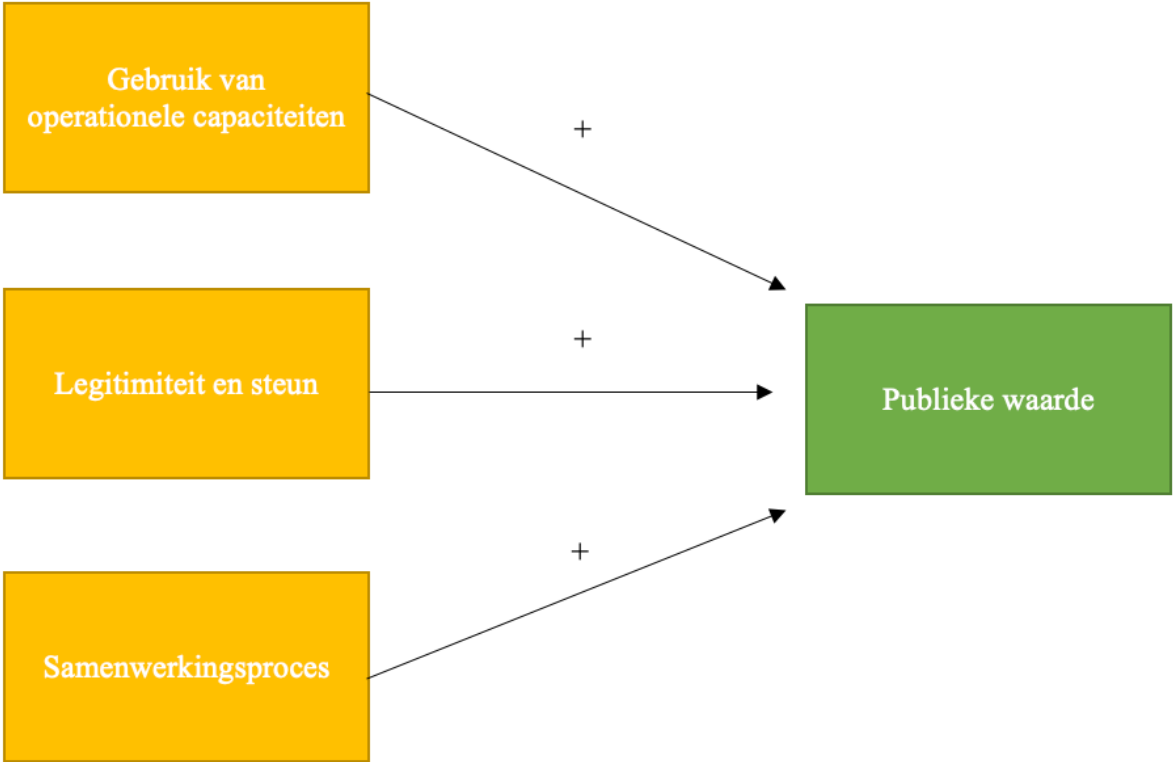 Gebruik van
operationele capaciteiten
+
Legitimiteit en steun
+
Publieke waarde
+
Samenwerkingsproces